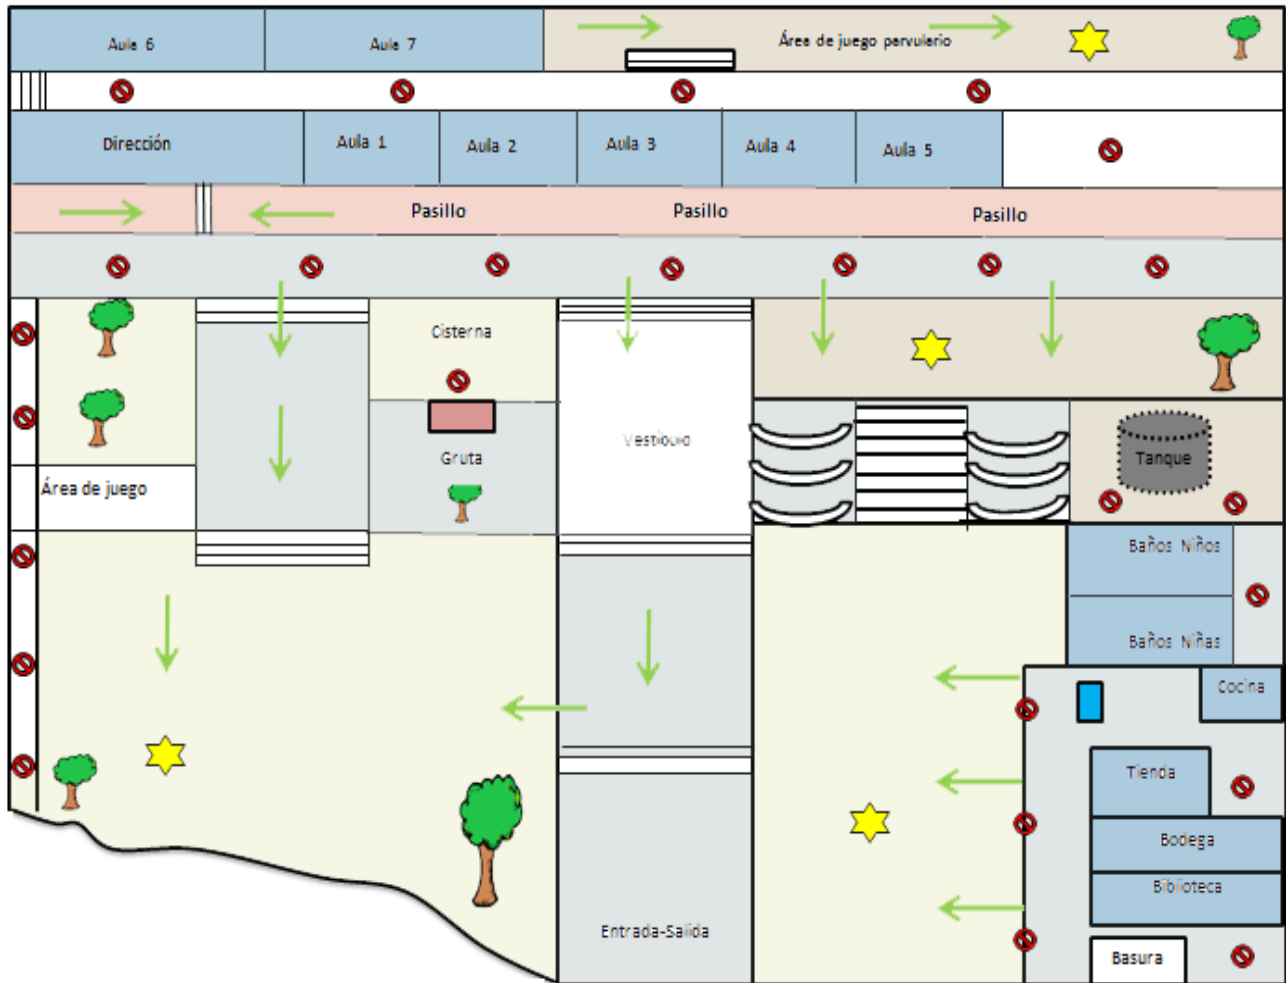 Aula 6
Aula 7
Área de juego parvulario
Dirección
Aula 1
Aula 2
Aula 3
Aula 4
Aula 5
Pasillo
Pasillo
Pasillo
Cisterna
Vestíbulo
Gruta
Tanque
Área de juego
Baños Niños
Baños Niñas
Cocina
Tienda
Bodega
Biblioteca
Entrada-Salida
Basura